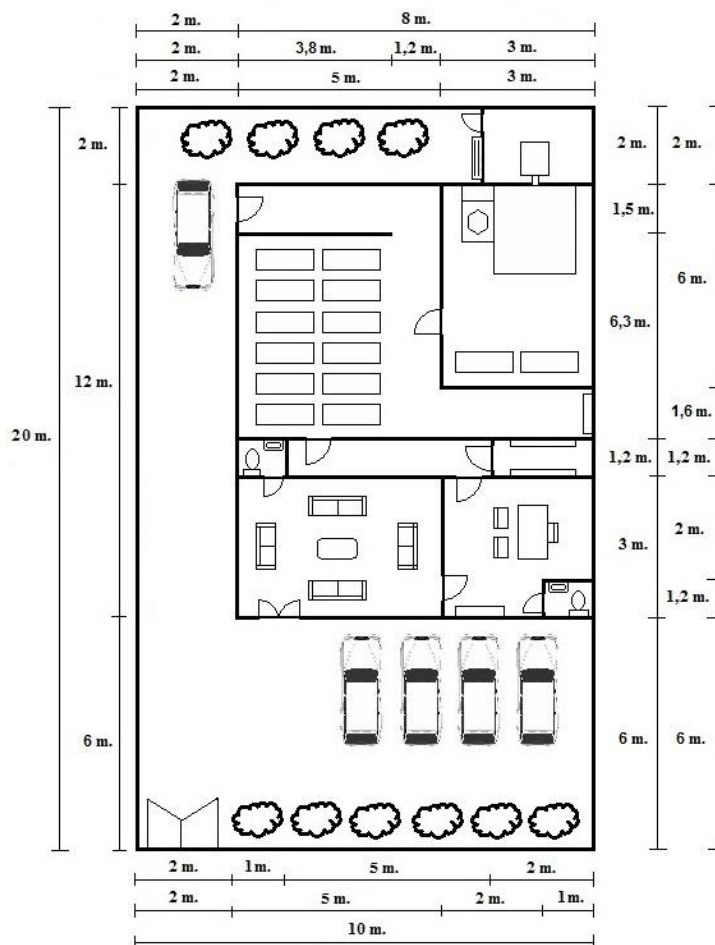 2 m. 8 m.
2 m. 3,8 m. 1,2 m. 3 m.
2 m. 5 m. 3 m.
2 m. 2 m. 2 m.
1,5 m.
6 m.
6,3 m.
12 m.
1,6 m.
20 m.
1,2 m. 1,2 m.
2 m.
3 m.
1,2 m.
6 m. 6 m. 6 m.
2 m. 1 m. 5 m. 2 m.
2 m. 5 m. 2 m. 1 m.
10 m.